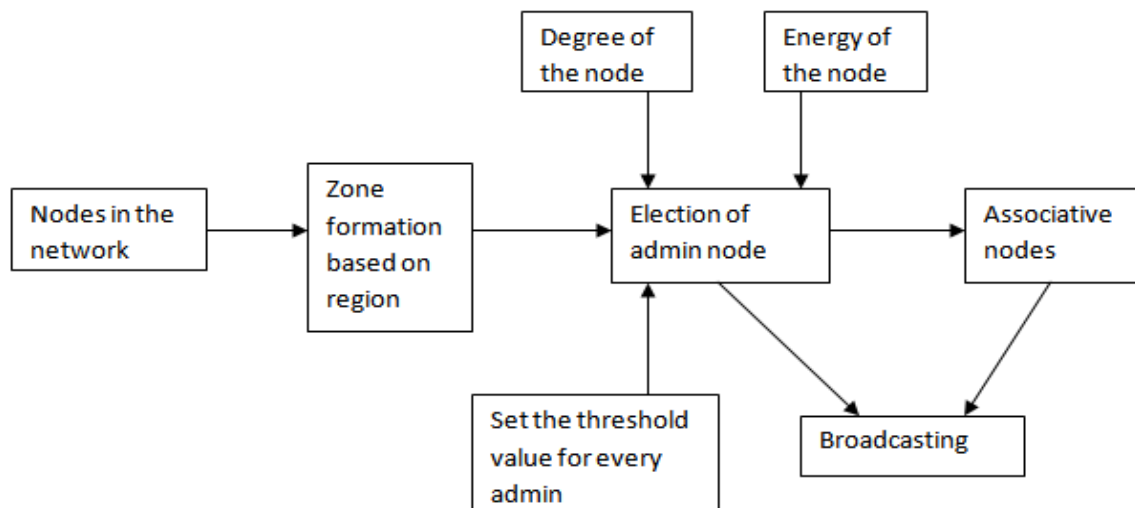 Degree of
the node
Energy of
the node
Nodes in the
network
Zone
formation
based on
region
Election of
admin node
Associative
nodes
Set the threshold
value for every
admin
Broadcasting